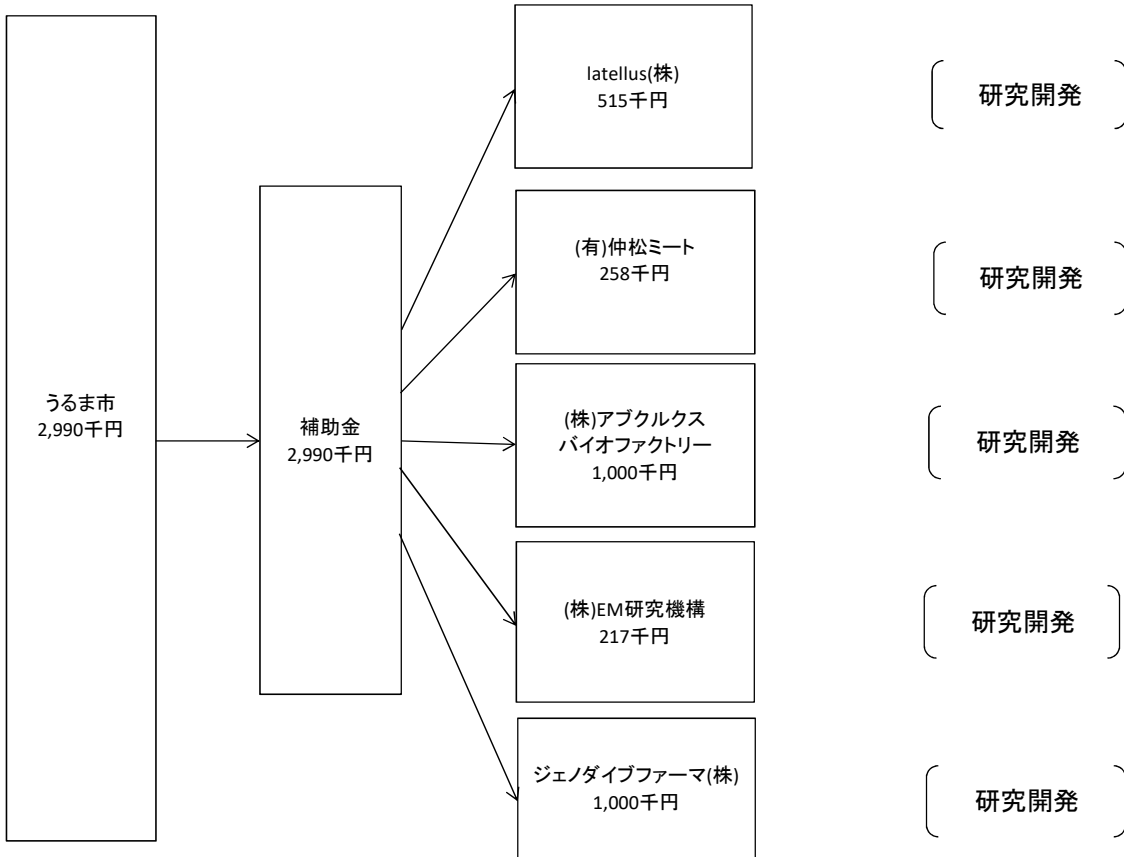 うるま市
2,990千円
補助金
2,990千円
latellus(株)
515千円
研究開発
(有)仲松ミート
258千円
研究開発
(株)アブクルクス
バイオファクトリー
1,000千円
研究開発
(株)EM研究機構
217千円
研究開発
ジェノダイブファーマ(株)
1,000千円
研究開発